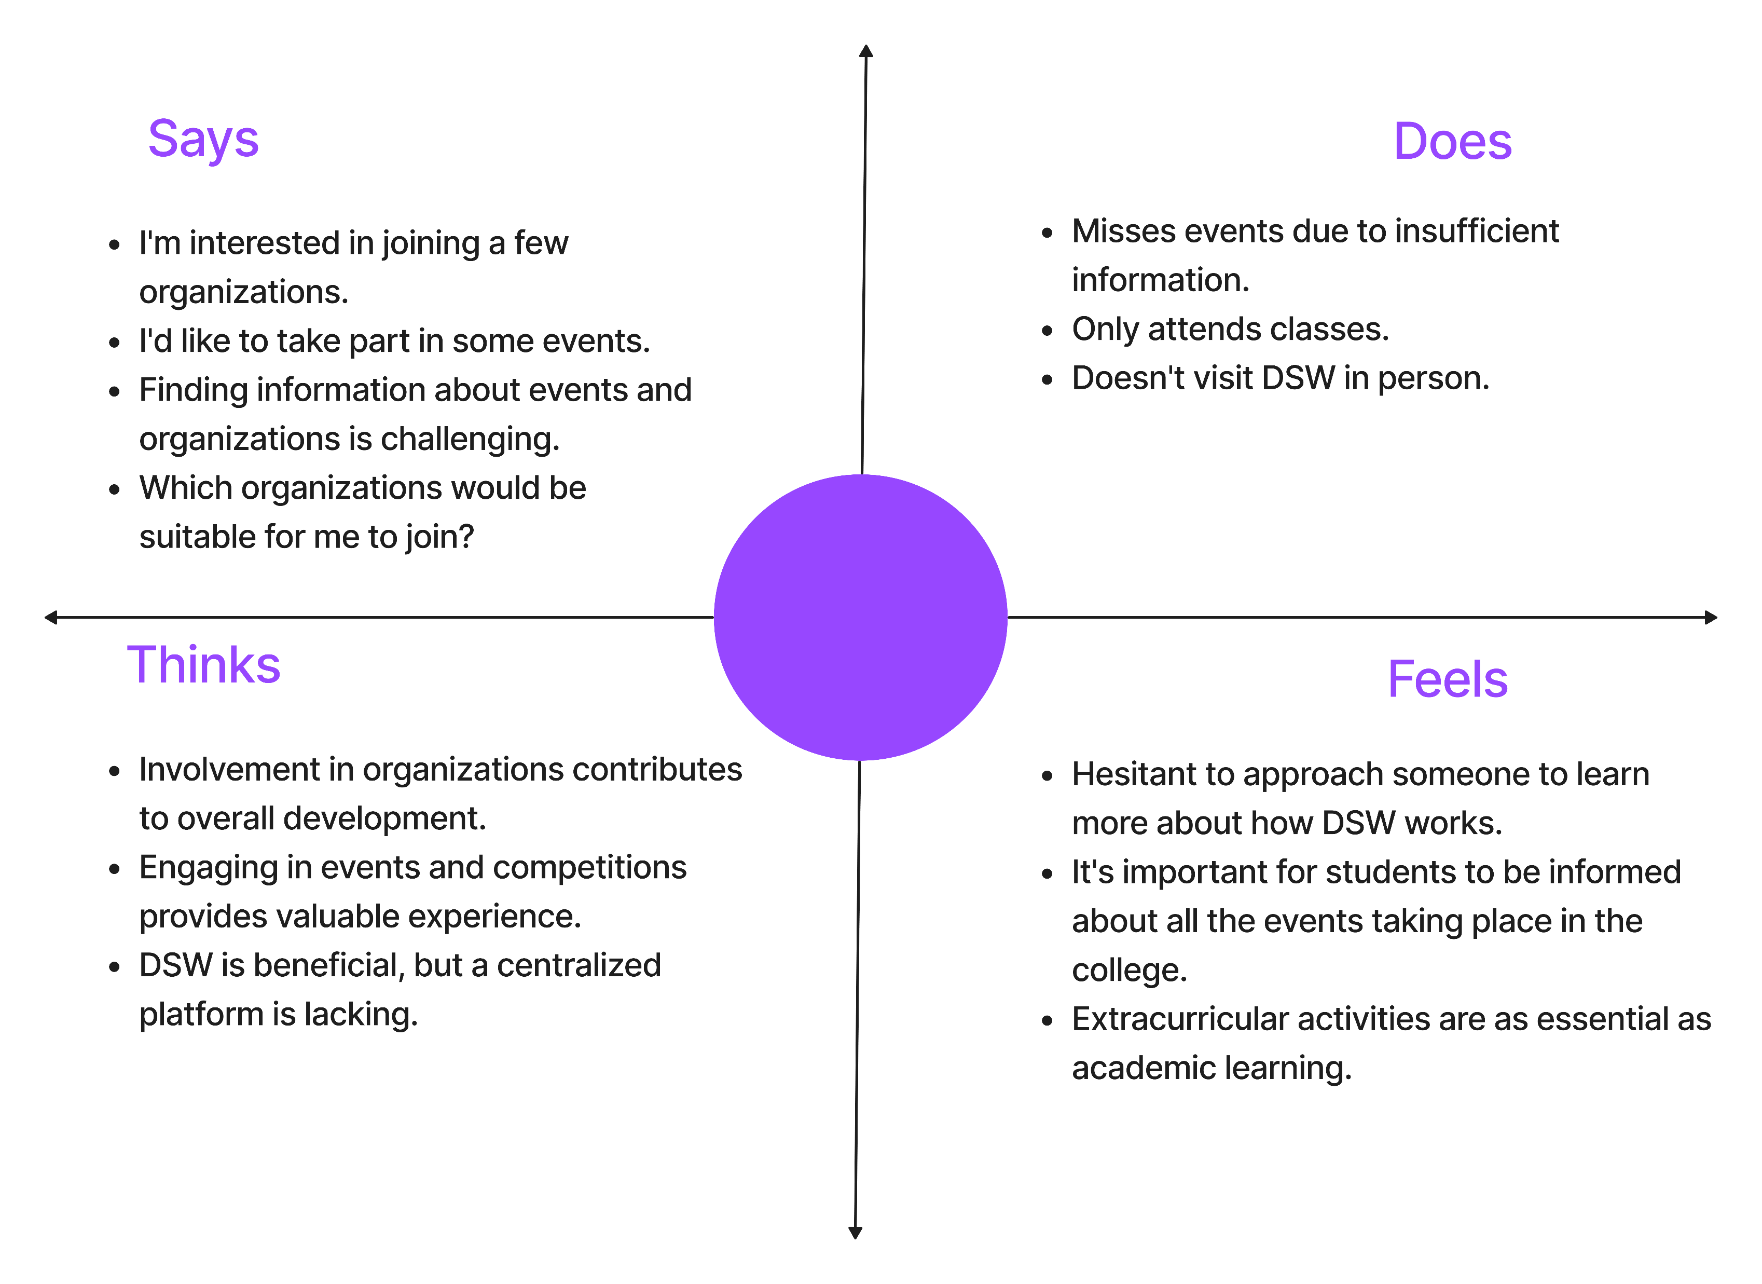 Says
• I'm interested in joining a few
organizations.
• I'd like to take part in some events.
• Finding information about events and
organizations is challenging.
• Which organizations would be
suitable for me to join?
Does
• Misses events due to insufficient
information.
• Only attends classes.
• Doesn't visit DSW in person.
Thinks
• Involvement in organizations contributes
to overall development.
• Engaging in events and competitions
provides valuable experience.
• DSW is beneficial, but a centralized
platform is lacking.
Feels
• Hesitant to approach someone to learn
more about how DSW works.
• It's important for students to be informed
about all the events taking place in the
college.
• Extracurricular activities are as essential as
academic learning.